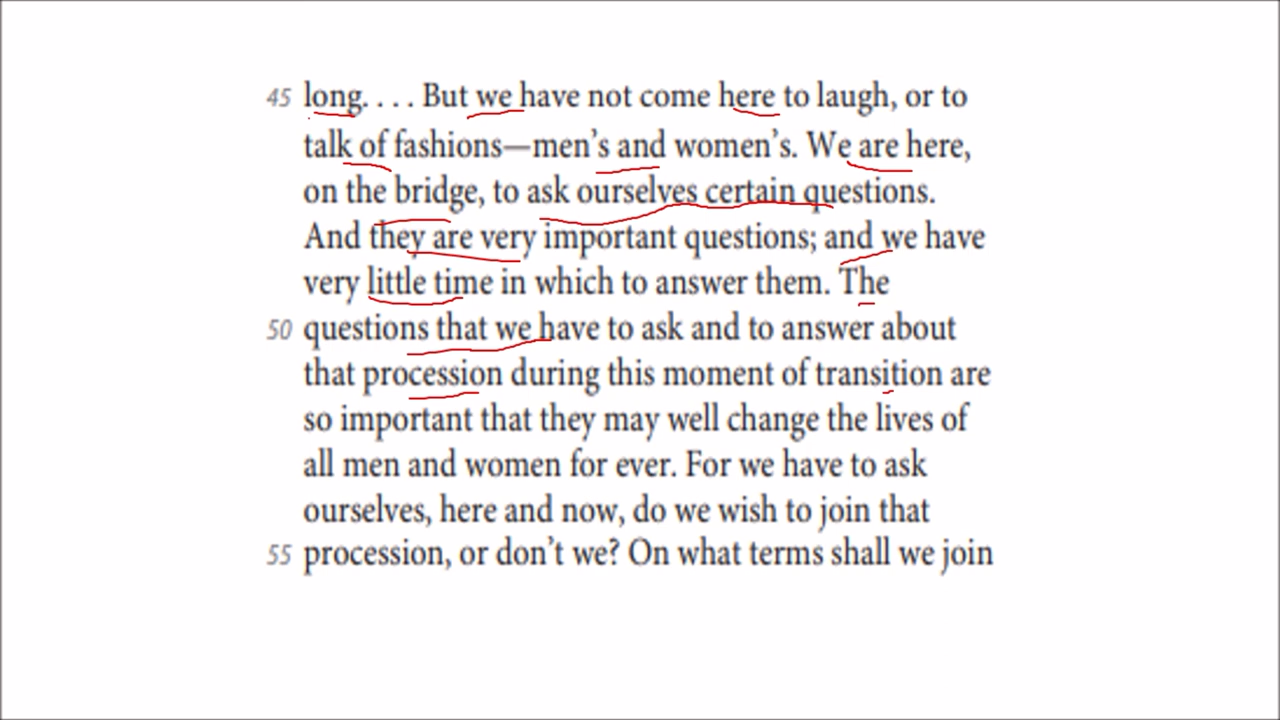 45 long. . . . But we have not come here to laugh, or to
talk of fashions—men's and women's. We are here,
on the bridge, to ask ourselves certain questions.
And they are very important questions; and we have
very little time in which to answer them. The
50 questions that we have to ask and to answer about
that procession during this moment of transition are
so important that they may well change the lives of
all men and women for ever. For we have to ask
ourselves, here and now, do we wish to join that
55 procession, or don't we? On what terms shall we join